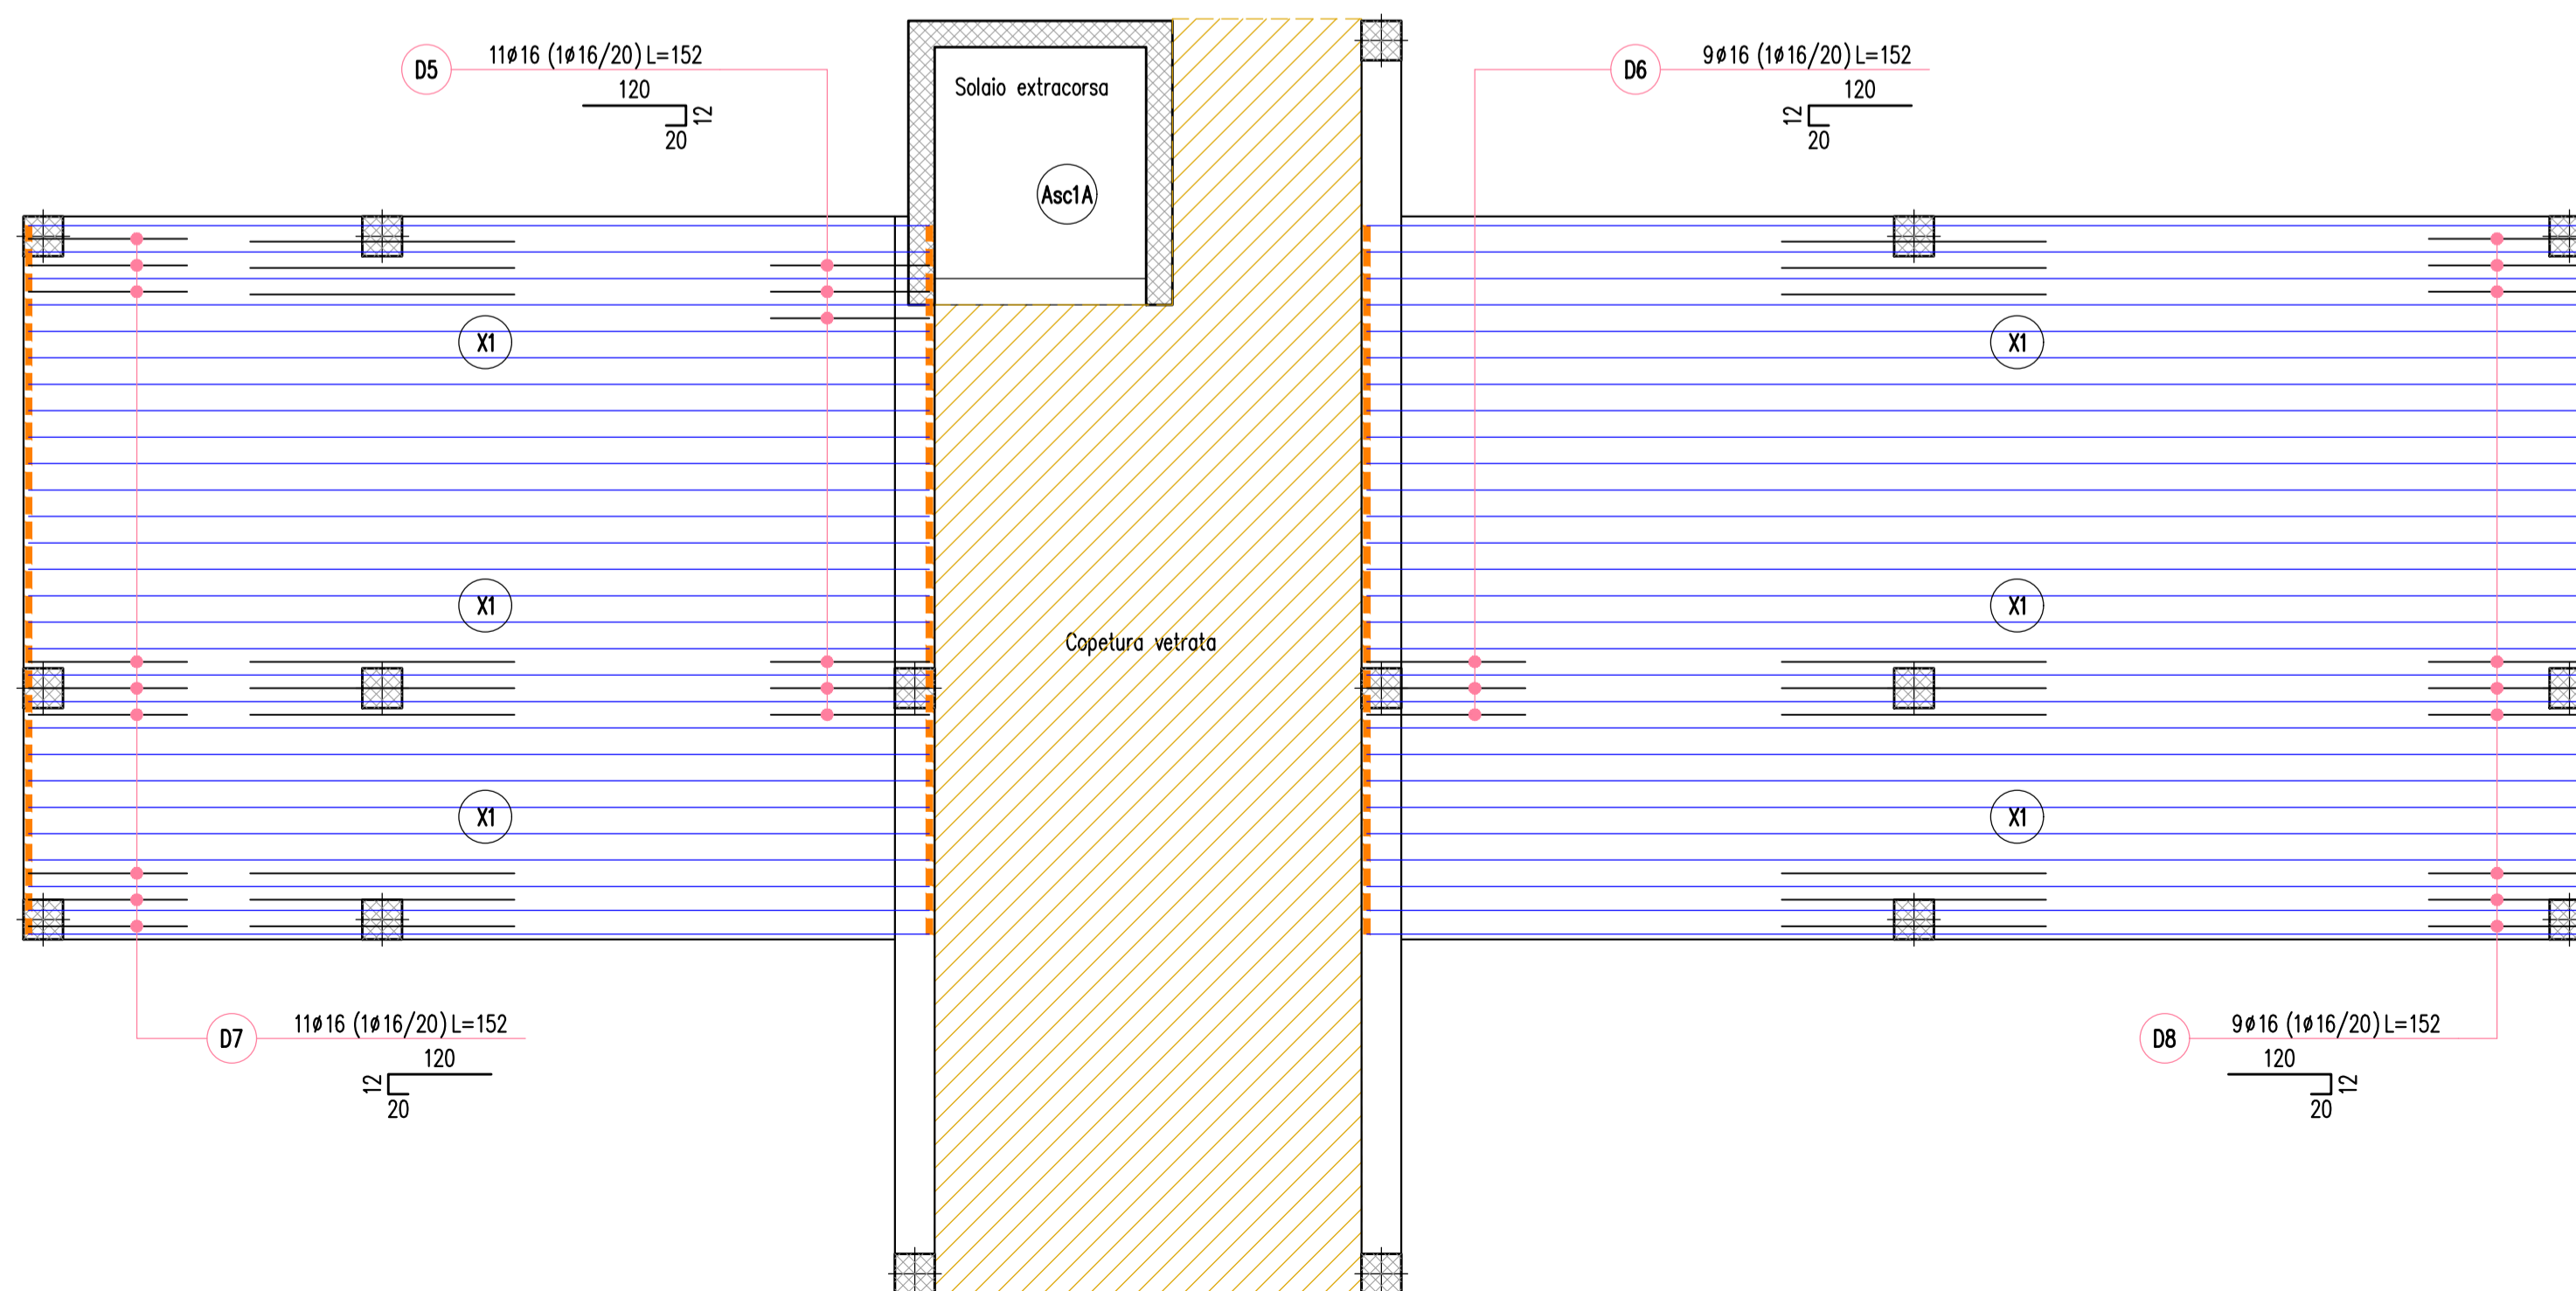 D5
11ø16 (1ø16/20) L=152
120
12
20
Solaio extracorsa
Asc1A
D6
9ø16 (1ø16/20) L=152
120
12
20
X1
X1
X1
X1
Copetura vetrata
X1
X1
D7
11ø16 (1ø16/20) L=152
120
12
20
D8
9ø16 (1ø16/20) L=152
120
12
20